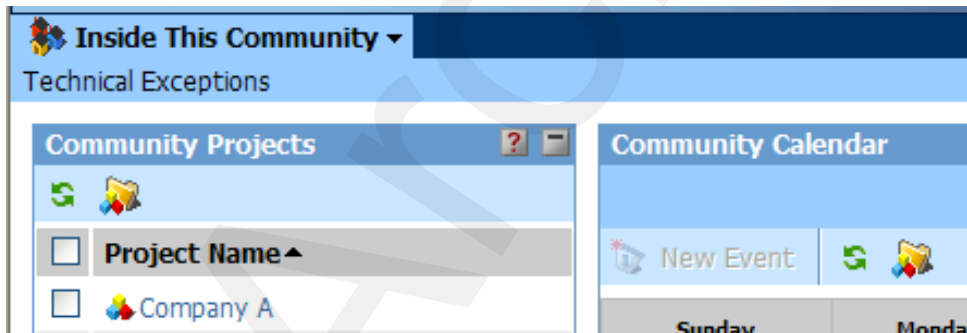 Inside This Community
Technical Exceptions
Community Projects ?
Community Calendar
Project Name
New Event
Company A
Sunday